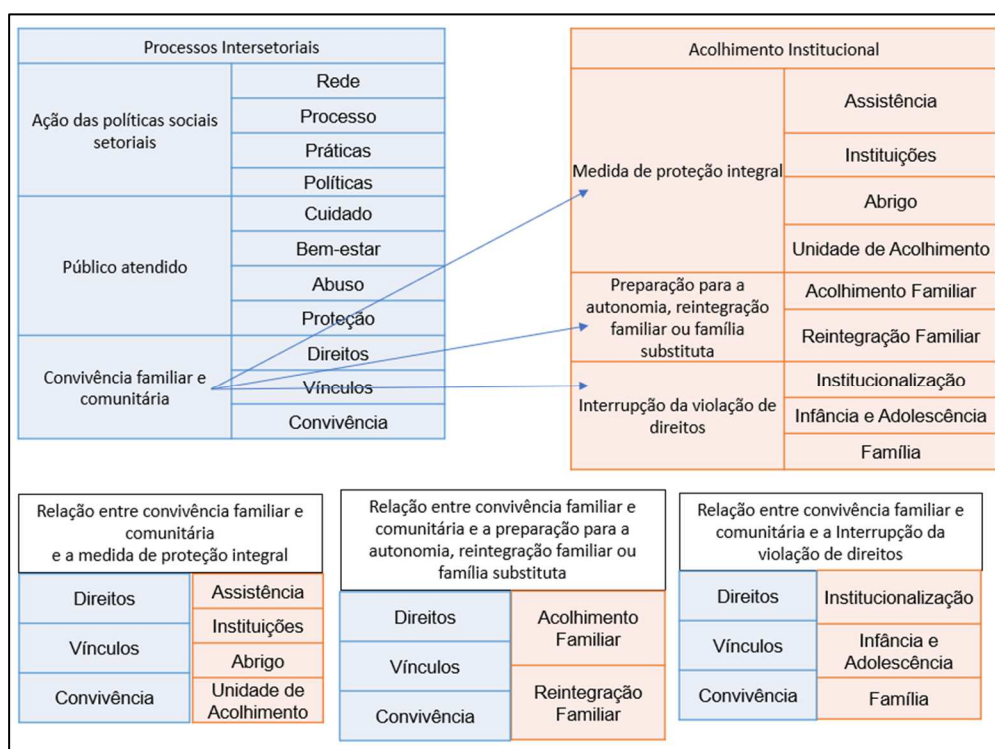 Processos Intersetoriais
Ação das políticas sociais
setoriais
Rede
Processo
Práticas
Políticas
Público atendido
Cuidado
Bem-estar
Abuso
Proteção
Convivência familiar e
comunitária
Direitos
Vínculos
Convivência
Acolhimento Institucional
Medida de proteção integral
Assistência
Instituições
Abrigo
Unidade de Acolhimento
Preparação para a
autonomia, reintegração
familiar ou família
substituta
Acolhimento Familiar
Reintegração Familiar
Interrupção da violação de
direitos
Institucionalização
Infância e Adolescência
Família
Relação entre convivência familiar e
comunitária
e a medida de proteção integral
Direitos
Vínculos
Convivência
Assistência
Instituições
Abrigo
Unidade de
Acolhimento
Relação entre convivência familiar e
comunitária e a preparação para a
autonomia, reintegração familiar ou
família substituta
Direitos
Vínculos
Convivência
Acolhimento
Familiar
Reintegração
Familiar
Relação entre convivência familiar e
comunitária e a Interrupção da
violação de direitos
Direitos
Vínculos
Convivência
Institucionalização
Infância e
Adolescência
Família